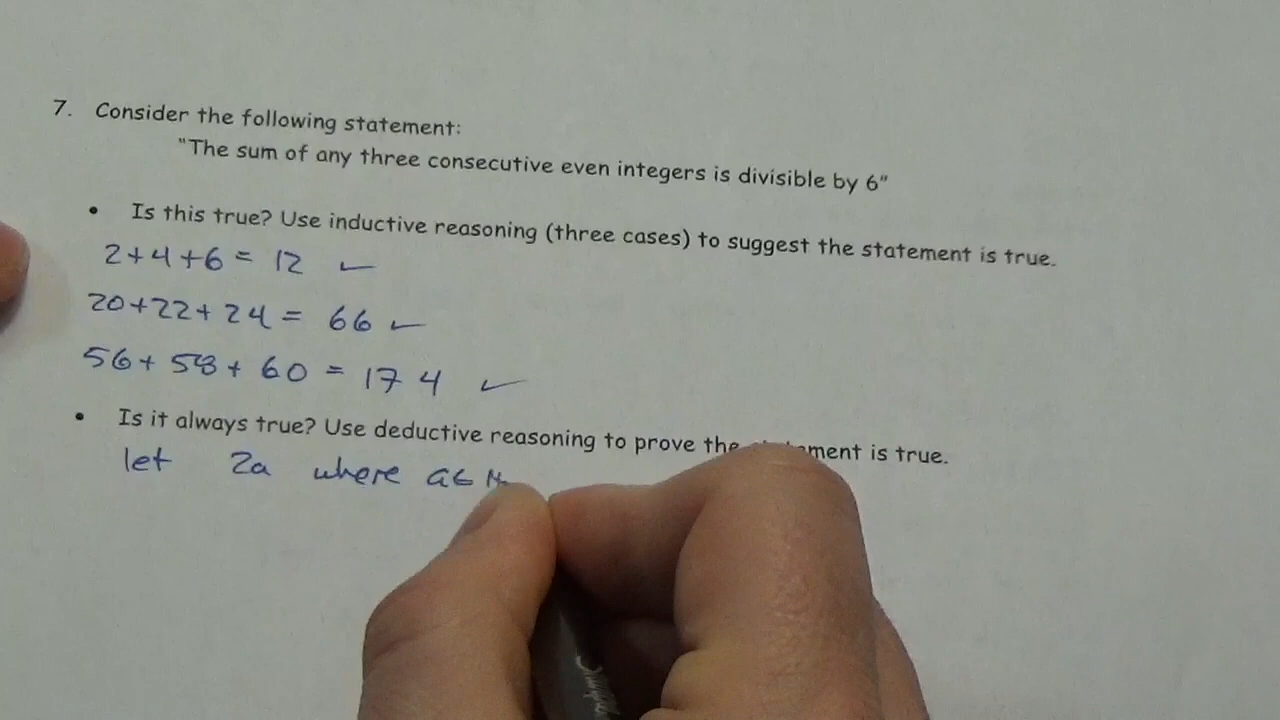 7. Consider the following statement:
"The sum of any three consecutive even integers is divisible by 6"
• Is this true? Use inductive reasoning (three cases) to suggest the statement is true.
2+4+6 = 12 ✓
20+22+24 = 66 ✓
56+58+60 = 174 ✓
• Is it always true? Use deductive reasoning to prove the is true.
let 2a where a∈